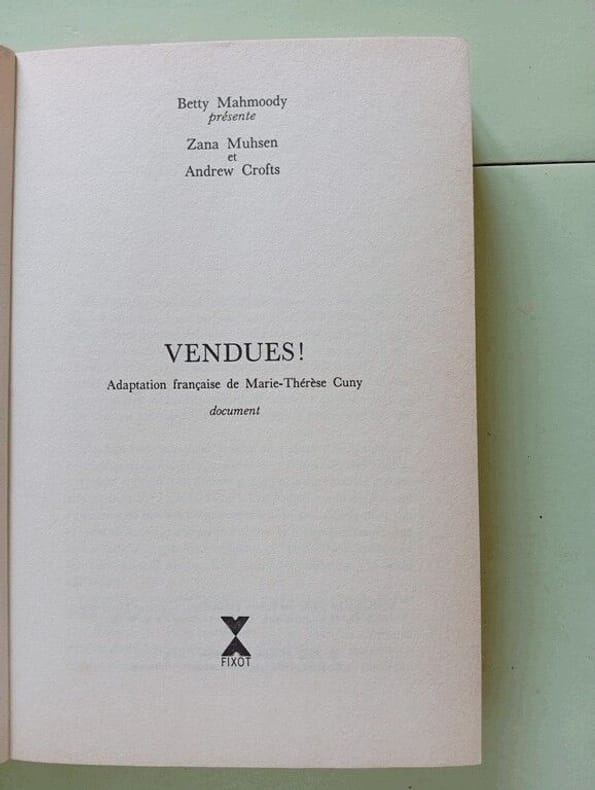 Betty Mahmoody
présente
Zana Muhsen
et
Andrew Crofts
VENDUES!
Adaptation française de Marie-Thérèse Cuny
document
FIXOT